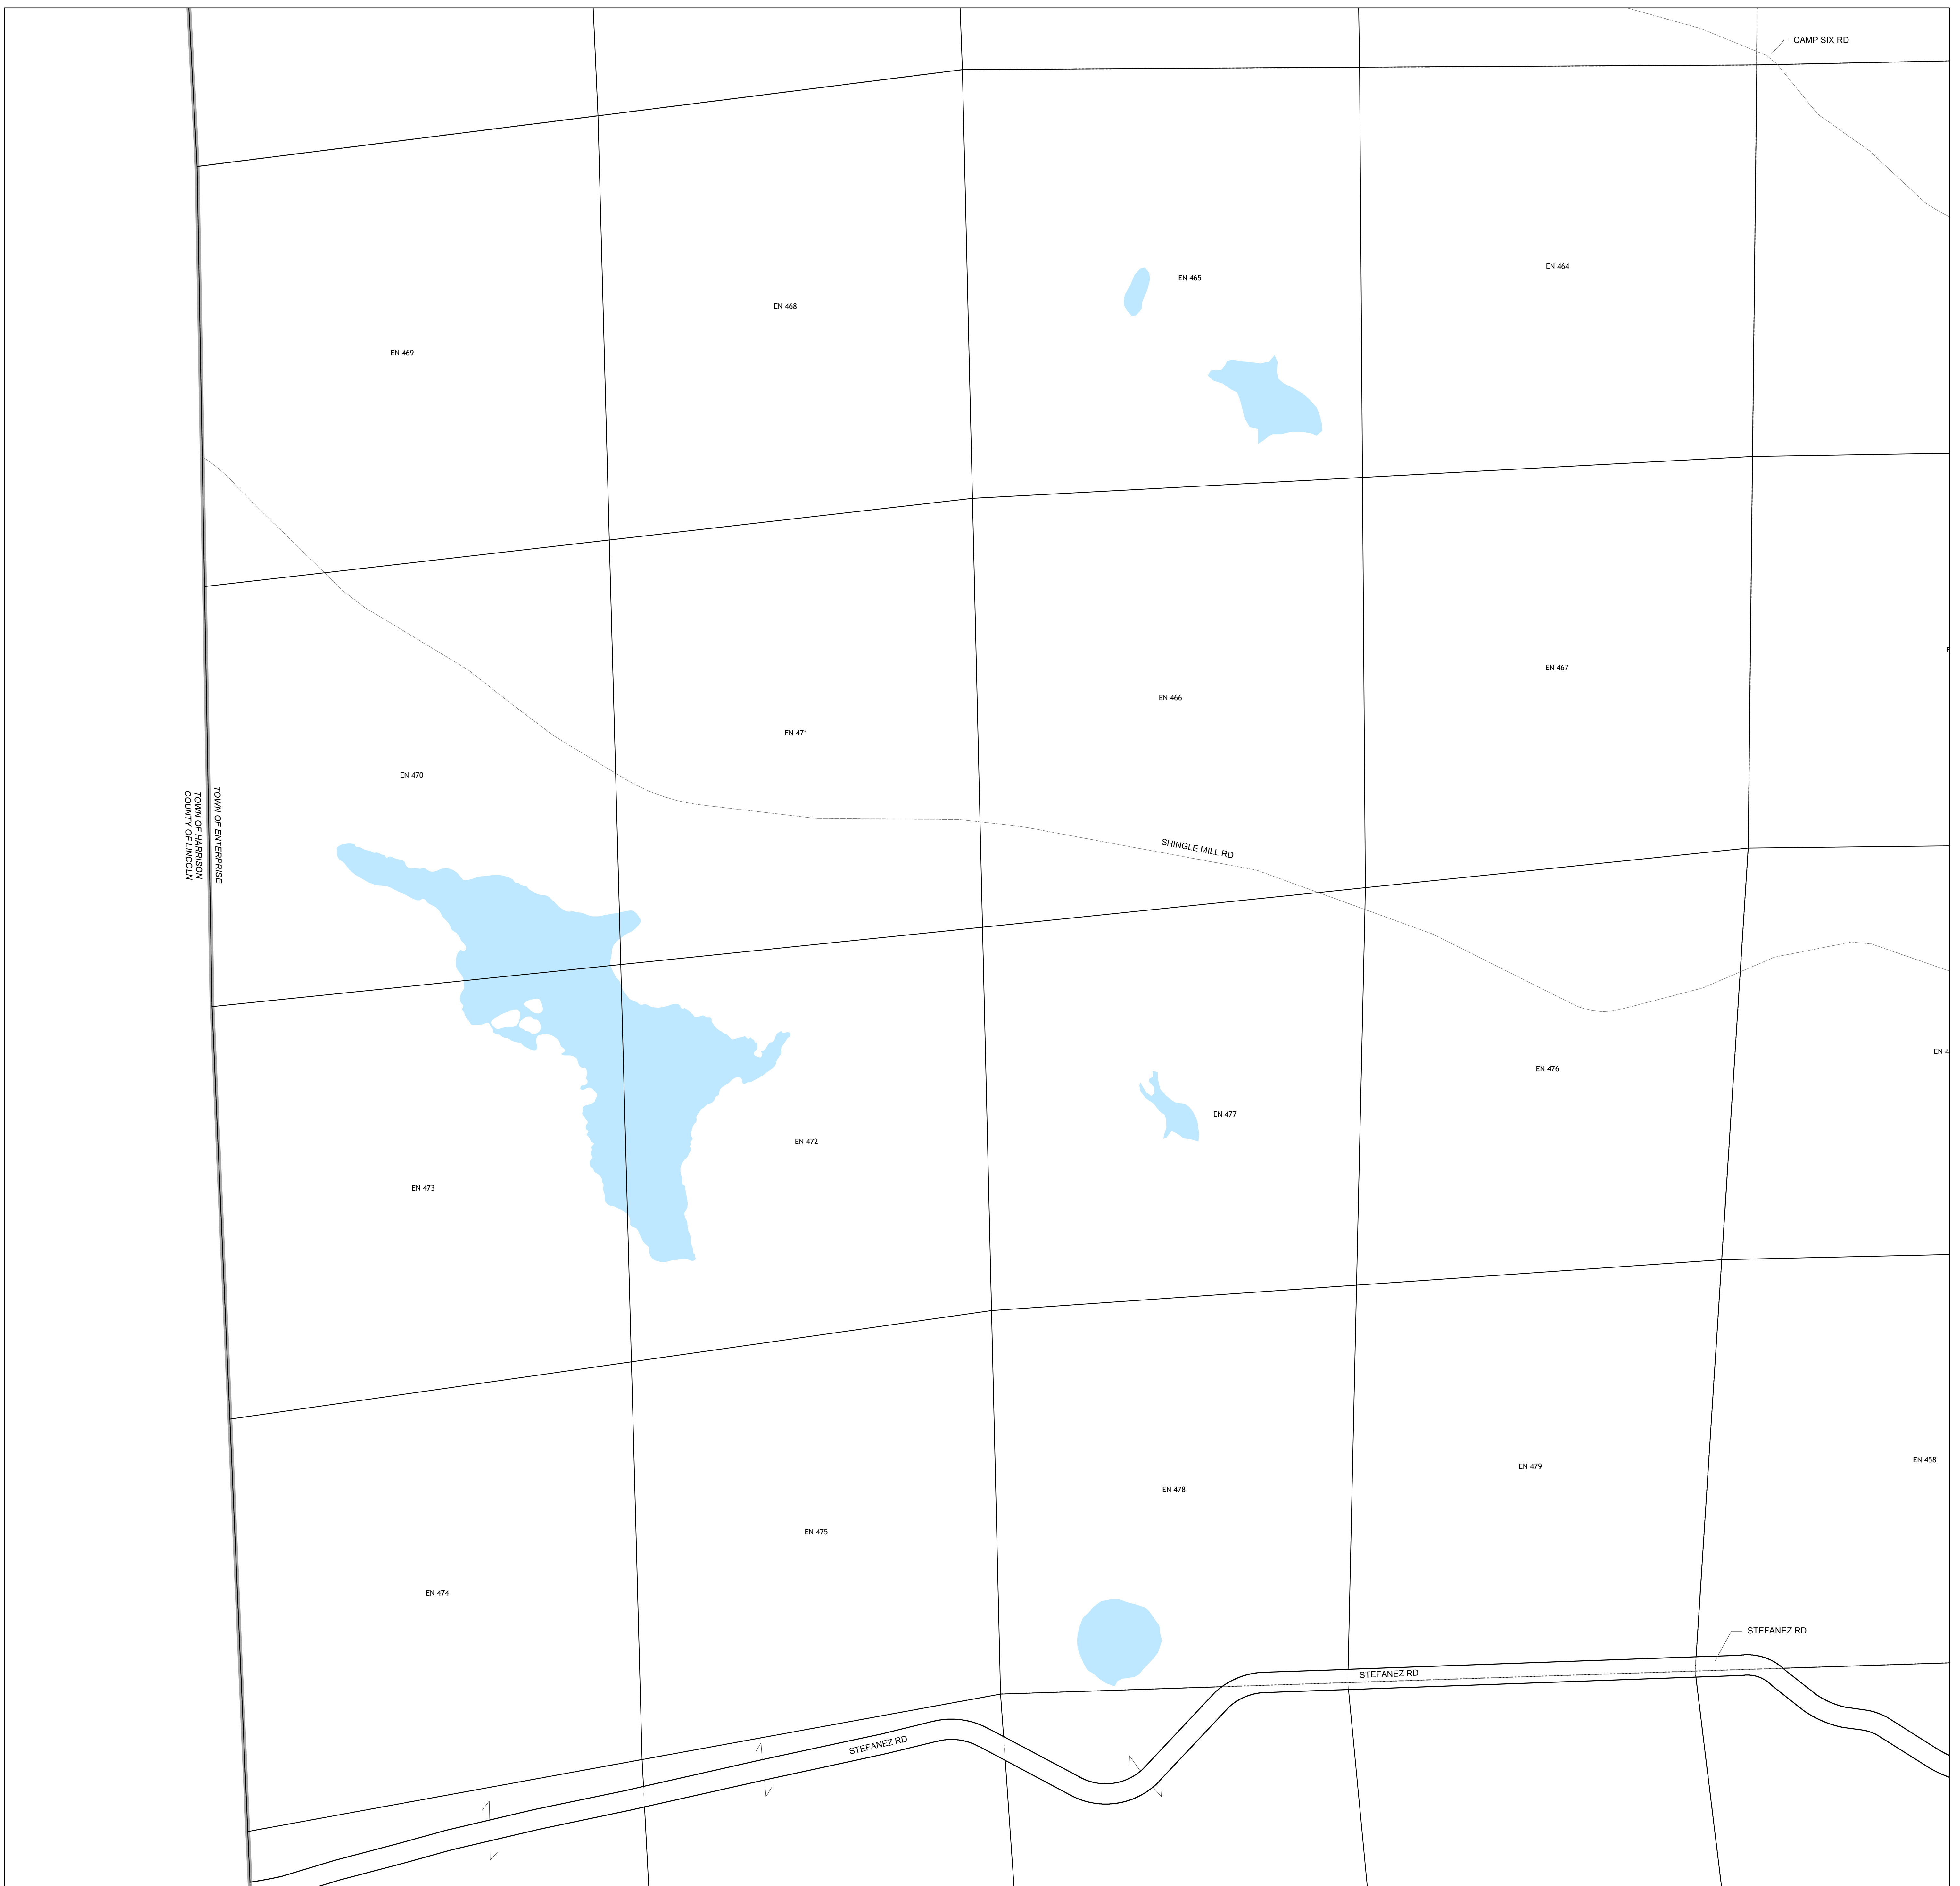 CAMP SIX RD
EN 464
EN 465
EN 468
EN 469
EN 467
EN 466
EN 471
EN 470
TOWN OF ENTERPRISE
TOWN OF HARRISON
COUNTY OF LINCOLN
SHINGLE MILL RD
EN 4
EN 476
EN 477
EN 472
EN 473
EN 458
EN 479
EN 478
EN 475
EN 474
STEFANEZ RD
STEFANEZ RD
STEFANEZ RD